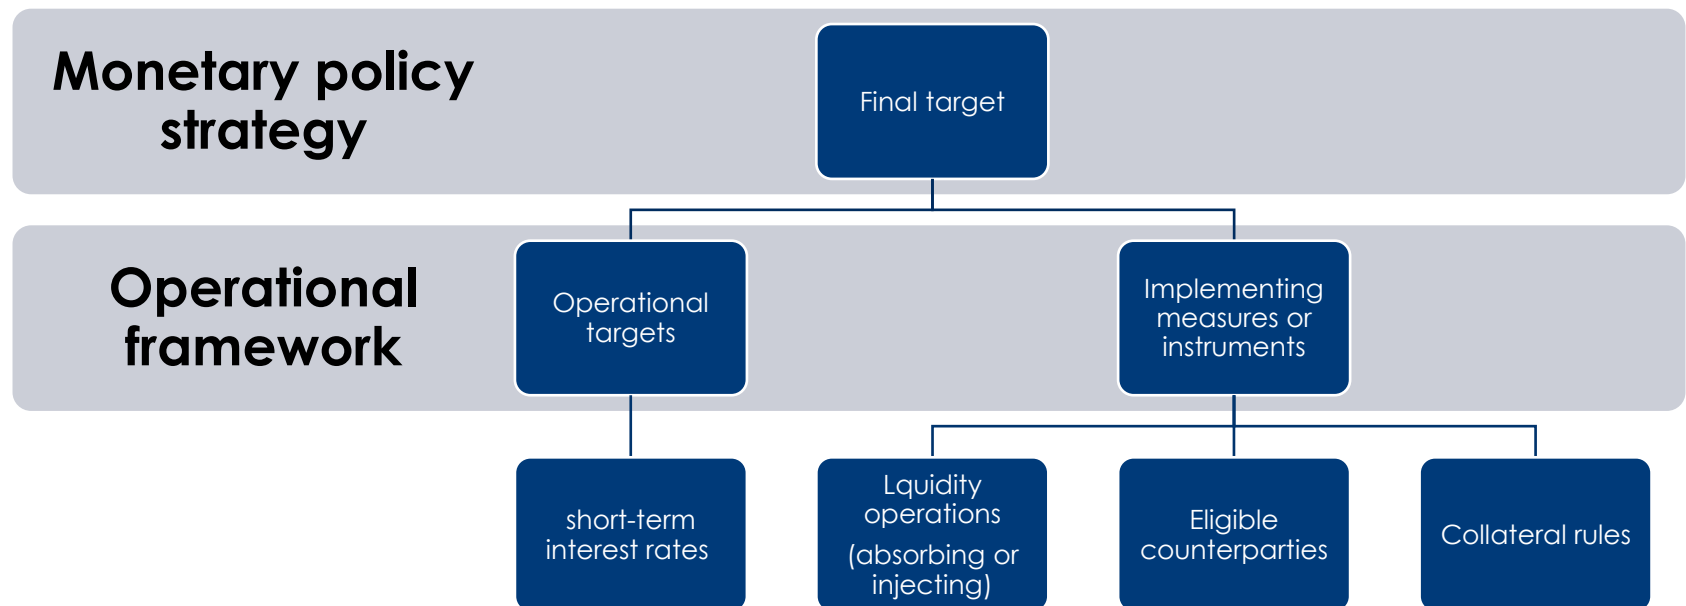 Monetary policy
strategy
Final target
Operational
framework
Operational
targets
Implementing
measures or
instruments
short-term
interest rates
Lquidity
operations
(absorbing or
injecting)
Eligible
counterparties
Collateral rules